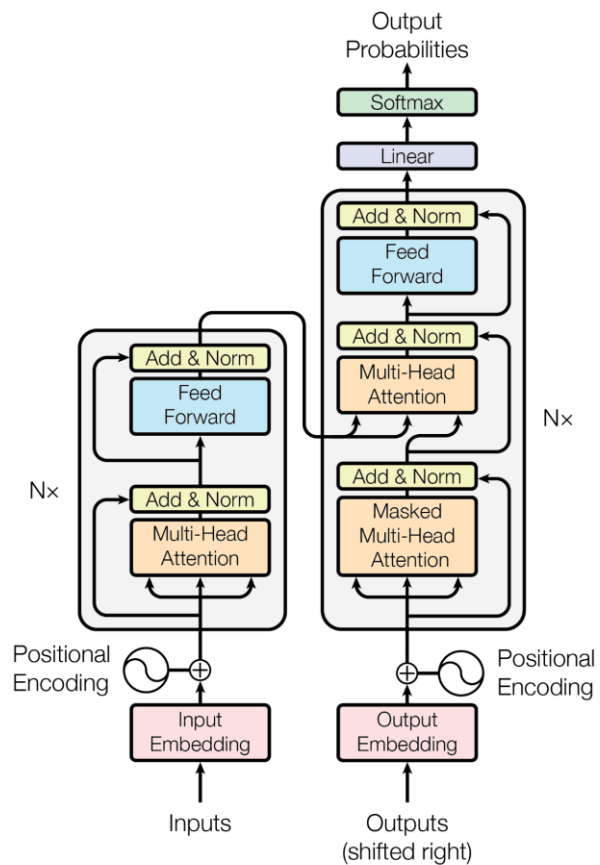 Output
Probabilities
Softmax
Linear
Add & Norm
Feed
Forward
Add & Norm
Multi-Head
Attention
Add & Norm
Masked
Multi-Head
Attention
N×
Add & Norm
Feed
Forward
N×
Add & Norm
Multi-Head
Attention
Positional
Encoding
Positional
Encoding
Input
Embedding
Output
Embedding
Inputs
Outputs
(shifted right)